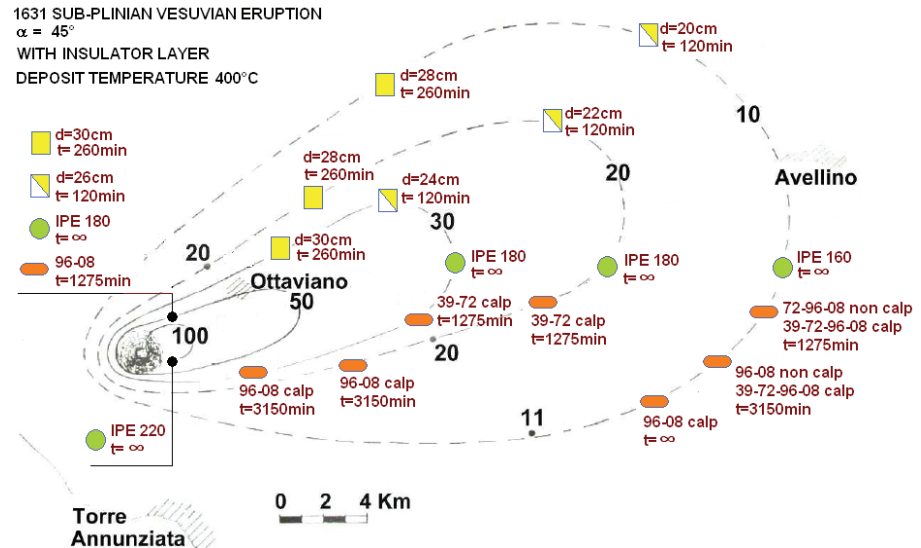 1631 SUB-PLINIAN VESUVIAN ERUPTION
α = 45°
WITH INSULATOR LAYER
DEPOSIT TEMPERATURE 400°C
d=20cm
t= 120min
d=28cm
t= 260min
d=22cm
t= 120min
10
d=30cm
t= 260min
d=28cm
t= 260min
20
Avellino
d=26cm
t= 120min
d=24cm
t= 120min
30
IPE 180
t= ∞
d=30cm
t= 260min
20
IPE 180
t= ∞
IPE 180
t= ∞
IPE 160
t= ∞
96-08
t=1275min
Ottaviano
50
39-72 calp
t=1275min
39-72 calp
t=1275min
72-96-08 non calp
39-72-96-08 calp
t=1275min
100
20
96-08 calp
t=3150min
96-08 calp
t=3150min
96-08 non calp
39-72-96-08 calp
t=3150min
96-08 calp
t= ∞
11
IPE 220
t= ∞
0 2 4 Km
Torre
Annunziata